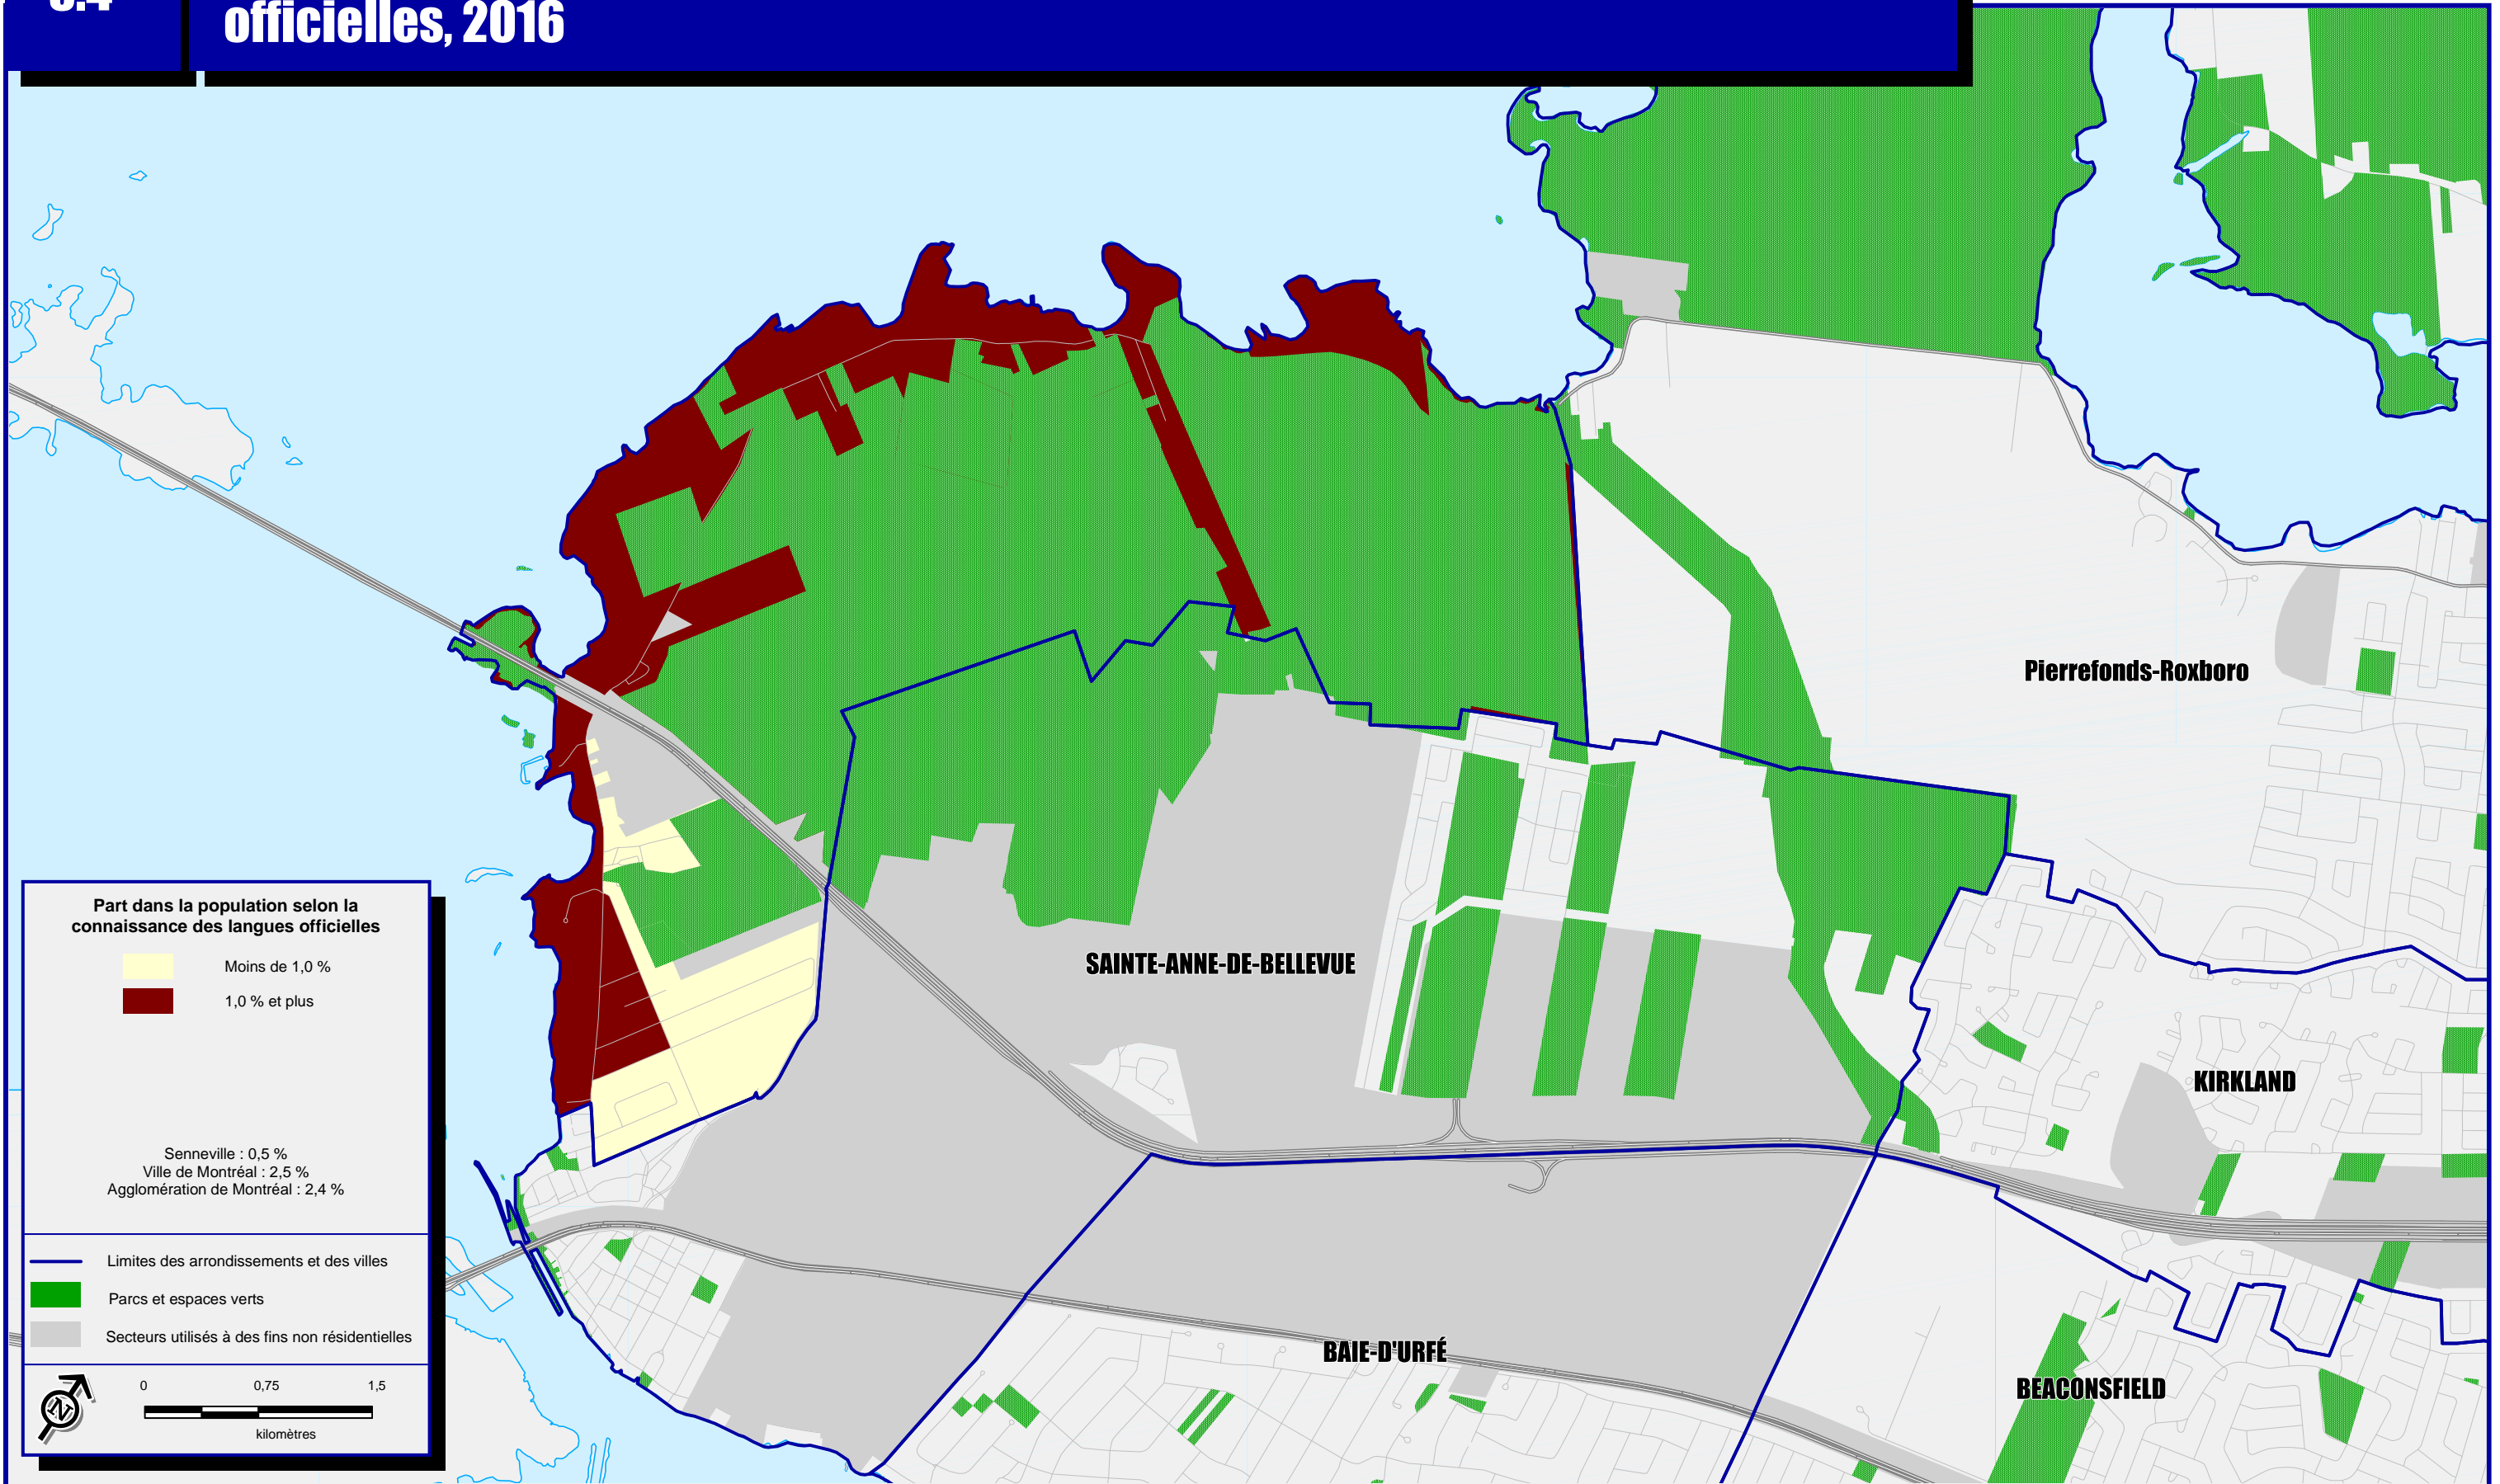 officielles, 2016
Pierrefonds-Roxboro
SAINTE-ANNE-DE-BELLEVUE
KIRKLAND
BAIE-D'URFÉ
BEACONSFIELD
Part dans la population selon la
connaissance des langues officielles
Moins de 1,0 %
1,0 % et plus
Senneville : 0,5 %
Ville de Montréal : 2,5 %
Agglomération de Montréal : 2,4 %
Limites des arrondissements et des villes
Parcs et espaces verts
Secteurs utilisés à des fins non résidentielles
N
0 0,75 1,5
kilomètres